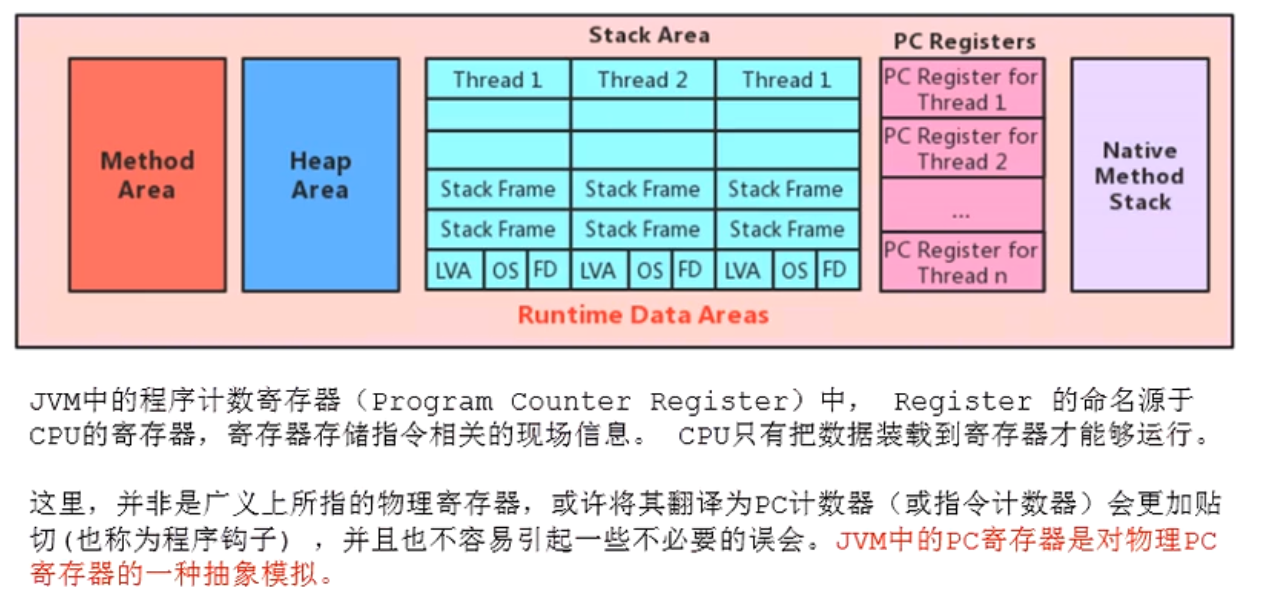 Stack Area
PC Registers
Method
Area
Heap
Area
Thread 1
Thread 2
Thread 1
Stack Frame
Stack Frame
Stack Frame
Stack Frame
Stack Frame
Stack Frame
LVA
OS
FD
LVA
OS
FD
LVA
OS
FD
PC Register for
Thread 1
PC Register for
Thread 2
...
PC Register for
Thread n
Native
Method
Stack
Runtime Data Areas
JVM中的程序计数寄存器（Program Counter Register）中， Register 的命名源于
CPU的寄存器，寄存器存储指令相关的现场信息。 CPU只有把数据装载到寄存器才能够运行。
这里，并非是广义上所指的物理寄存器，或许将其翻译为PC计数器（或指令计数器）会更加贴
切(也称为程序钩子) ，并且也不容易引起一些不必要的误会。JVM中的PC寄存器是对物理PC
寄存器的一种抽象模拟。